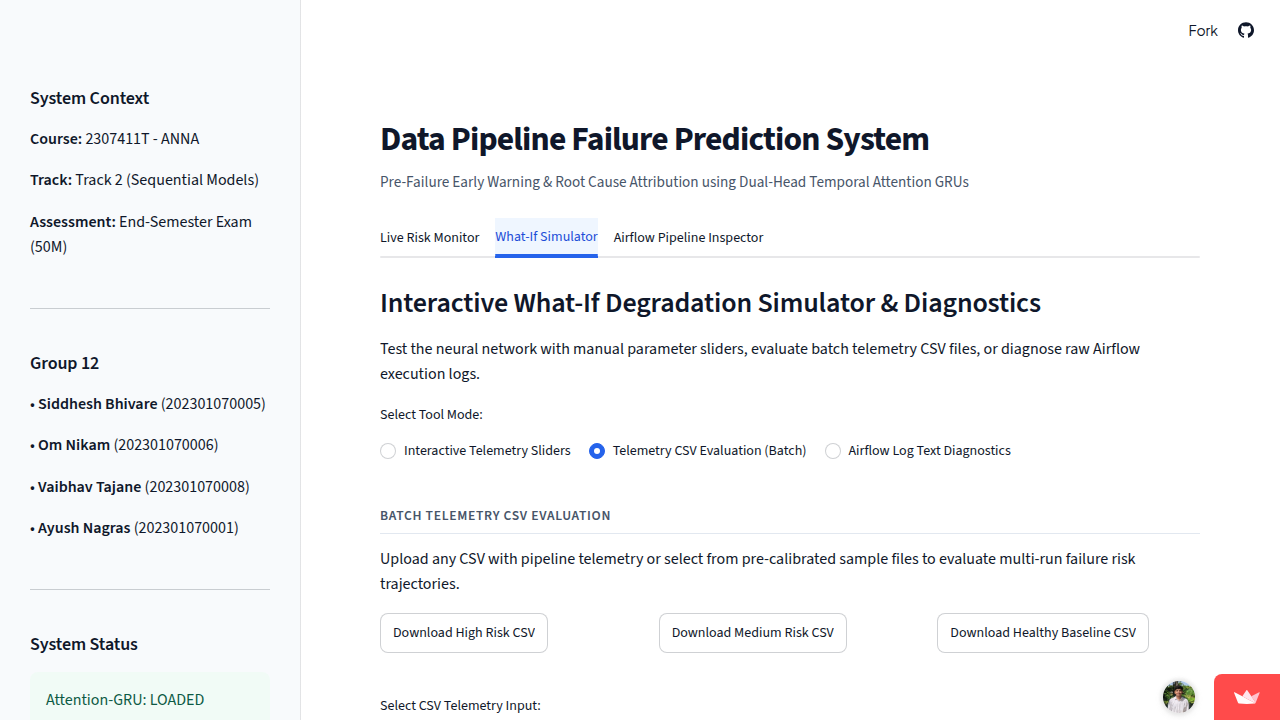 Fork
System Context
Course: 2307411T - ANNA
Track: Track 2 (Sequential Models)
Assessment: End-Semester Exam
(50M)
Group 12
• Siddhesh Bhivare (202301070005)
• Om Nikam (202301070006)
• Vaibhav Tajane (202301070008)
• Ayush Nagras (202301070001)
System Status
Attention-GRU: LOADED
Data Pipeline Failure Prediction System
Pre-Failure Early Warning & Root Cause Attribution using Dual-Head Temporal Attention GRUs
Live Risk Monitor What-If Simulator Airflow Pipeline Inspector
Interactive What-If Degradation Simulator & Diagnostics
Test the neural network with manual parameter sliders, evaluate batch telemetry CSV files, or diagnose raw Airflow
execution logs.
Select Tool Mode:
Interactive Telemetry Sliders Telemetry CSV Evaluation (Batch) Airflow Log Text Diagnostics
BATCH TELEMETRY CSV EVALUATION
Upload any CSV with pipeline telemetry or select from pre-calibrated sample files to evaluate multi-run failure risk
trajectories.
Download High Risk CSV Download Medium Risk CSV Download Healthy Baseline CSV
Select CSV Telemetry Input: